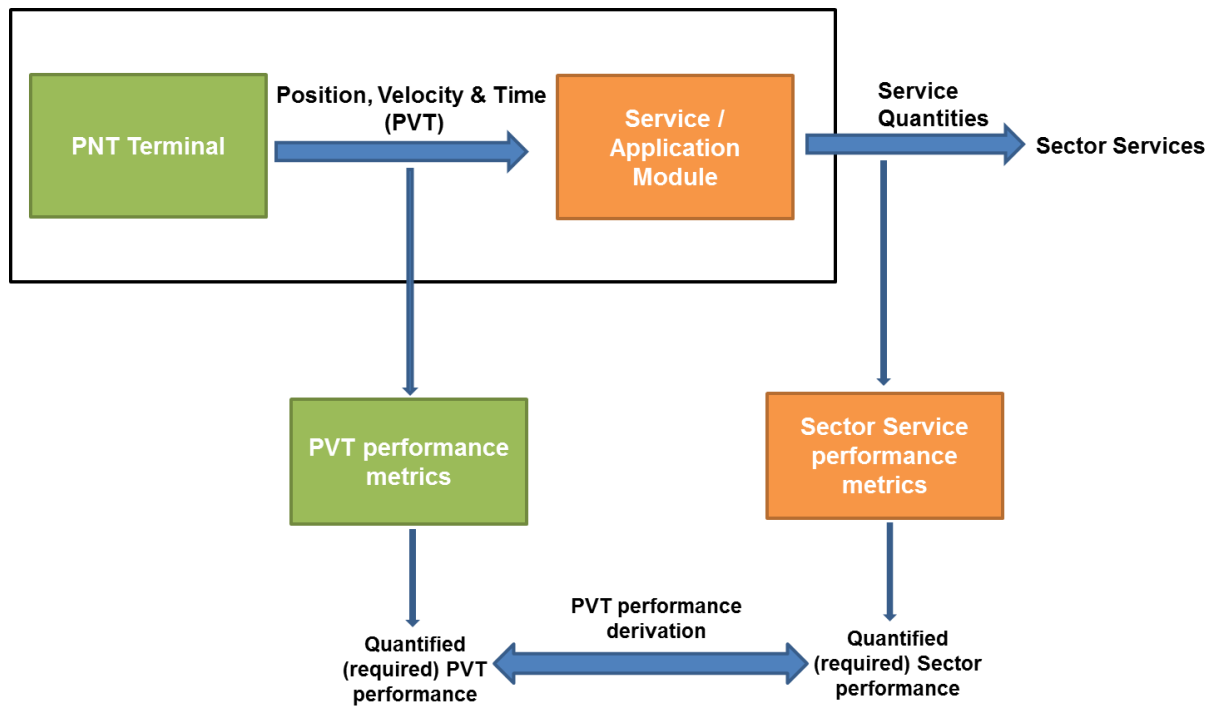 Position, Velocity & Time
(PVT)
PNT Terminal
Service /
Application
Module
Service
Quantities
Sector Services
PVT performance
metrics
Sector Service
performance
metrics
PVT performance
derivation
Quantified
(required) PVT
performance
Quantified
(required) Sector
performance